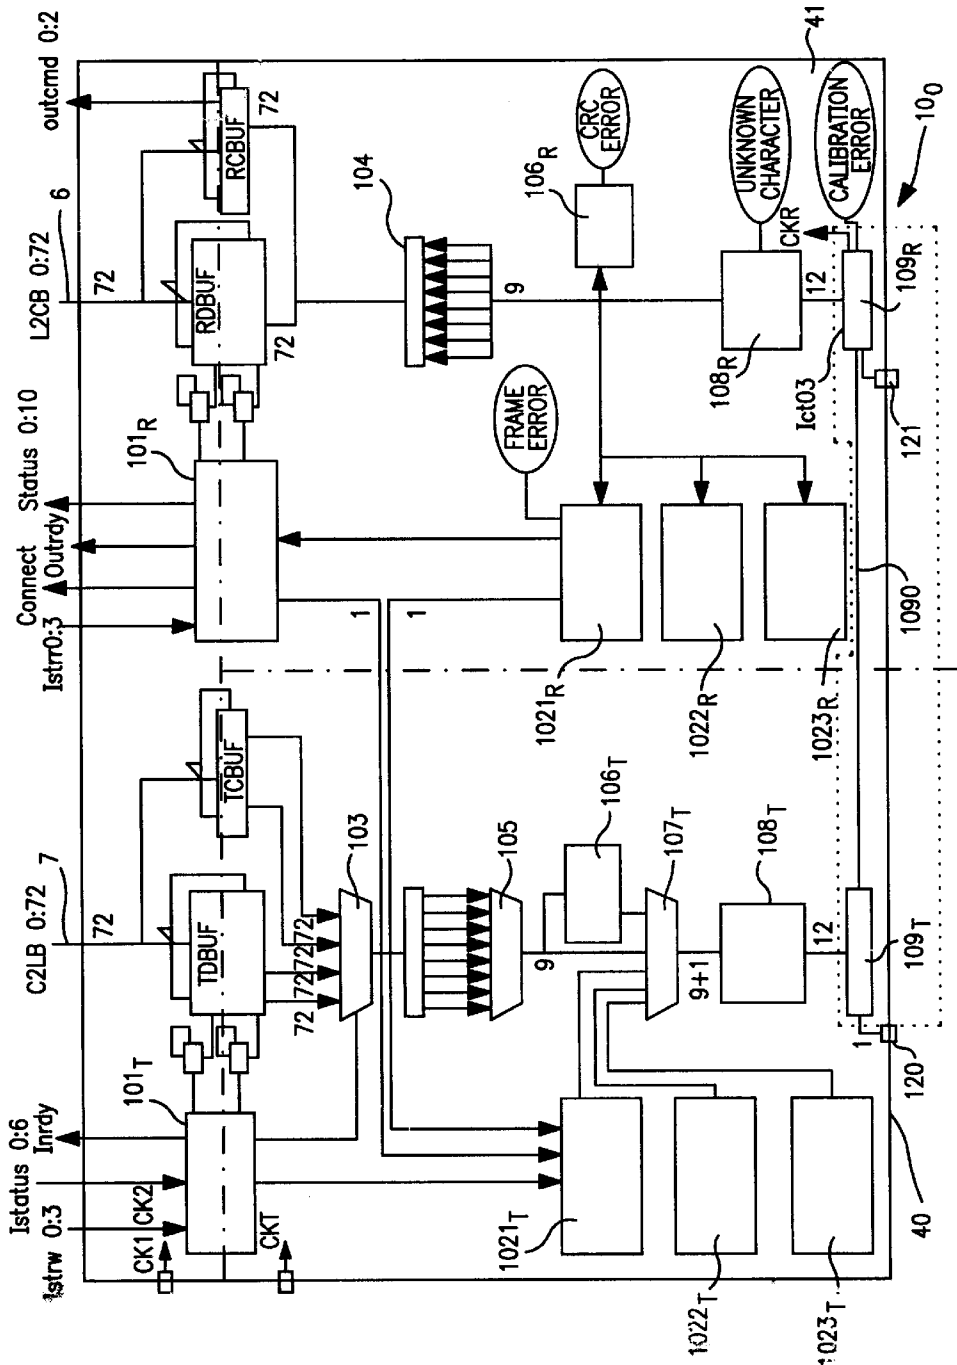 Istrw 0:3
Istatus 0:6
Inrdy
C2LB 0:72
7
Istrr0:3
Connect
Outrdy
Status 0:10
L2CB 0:72
6
outcmd 0:2
CK1
CK2
CKT
101T
72
TDBUF
TCBUF
101R
72
RDBUF
72
RCBUF
72
72
72
72
72
103
1
1
104
105
9
106T
107T
9+1
108T
12
109T
1
120
40
1021T
1022T
1023T
FRAME
ERROR
1021R
1022R
1023R
1090
9
106R
CRC
ERROR
UNKNOWN
CHARACTER
108R
12
CKR
CALIBRATION
ERROR
Ict03
109R
121
41
100